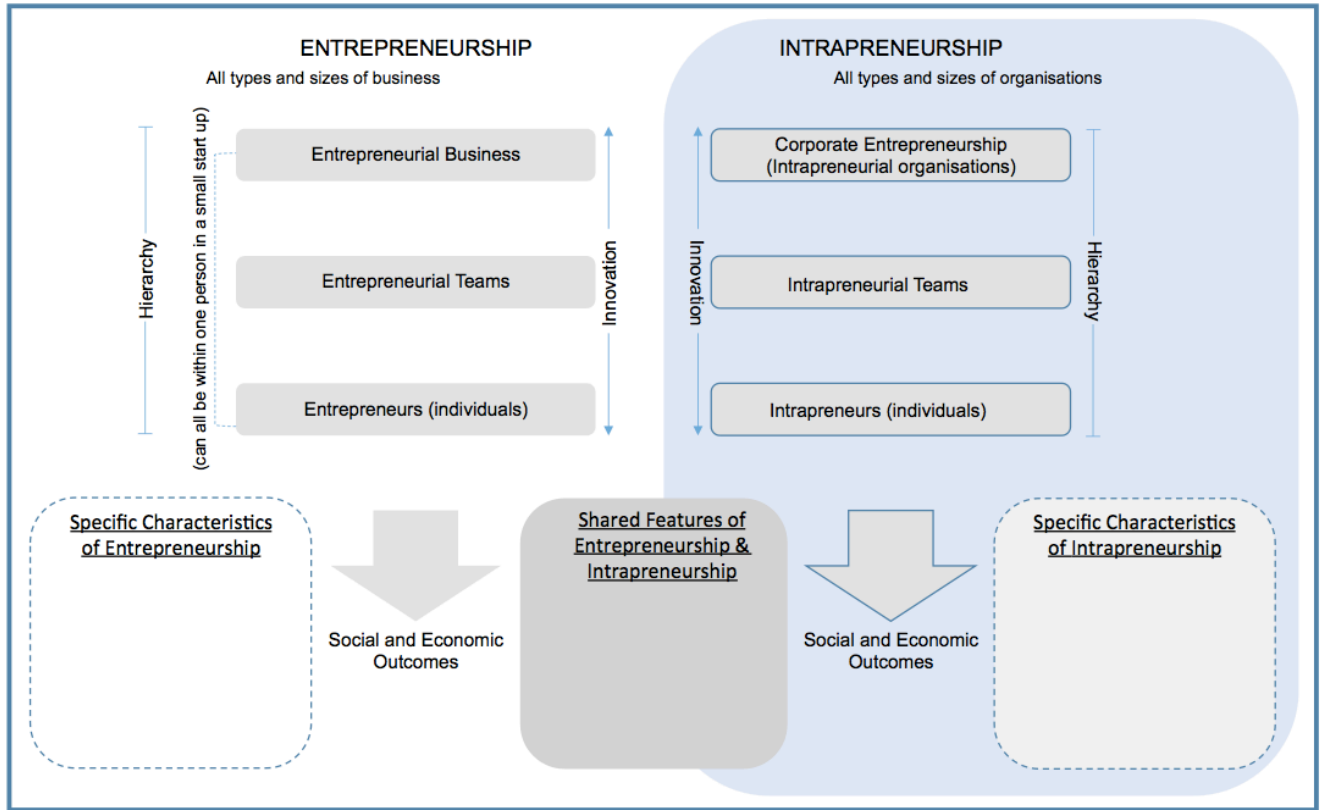 ENTREPRENEURSHIP
All types and sizes of business
Hierarchy
(can all be within one person in a small start up)
Entrepreneurial Business
Entrepreneurial Teams
Entrepreneurs (individuals)
Innovation
INTRAPRENEURSHIP
All types and sizes of organisations
Innovation
Corporate Entrepreneurship
(Intrapreneurial organisations)
Intrapreneurial Teams
Intrapreneurs (individuals)
Hierarchy
Specific Characteristics
of Entrepreneurship
Social and Economic
Outcomes
Shared Features of
Entrepreneurship &
Intrapreneurship
Social and Economic
Outcomes
Specific Characteristics
of Intrapreneurship